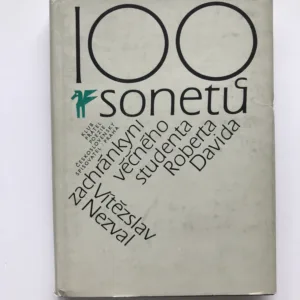 100
sonetů
KLUB
PŘÁTEL
POEZIE
ČESKOSLOVENSKÝ
SPISOVATEL · PRAHA
zachránkyni
věčného
studenta
Roberta
Davida
Vítězslav
Nezval